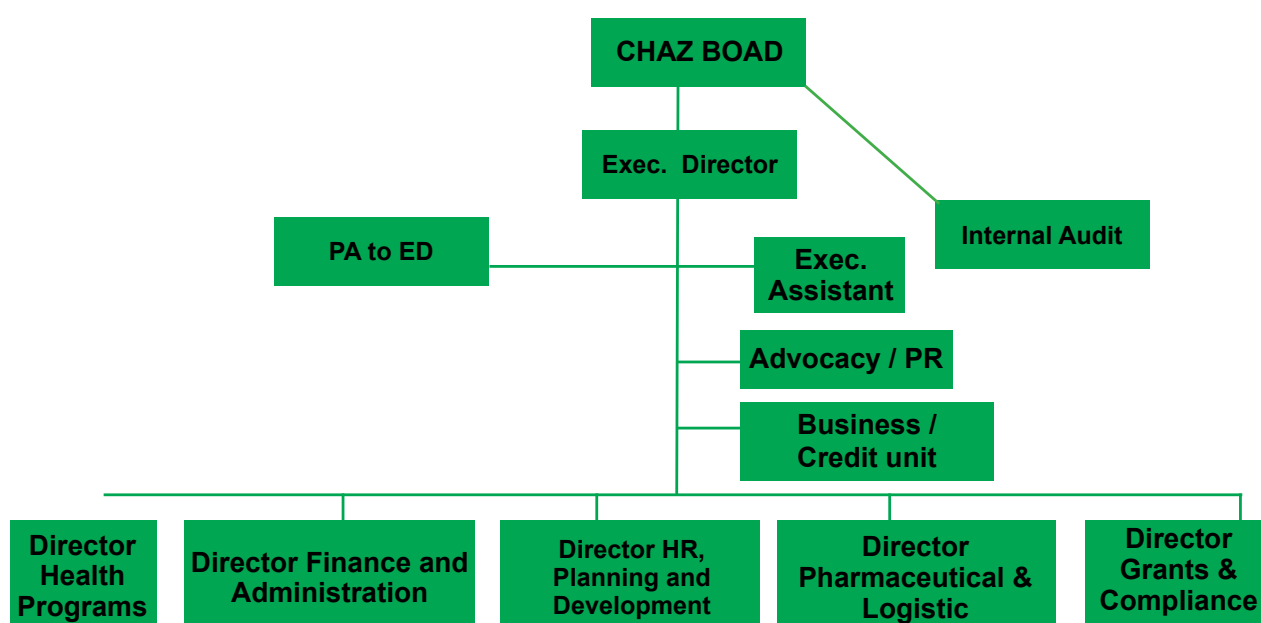 CHAZ BOAD
Exec. Director
Internal Audit
PA to ED
Exec.
Assistant
Advocacy / PR
Business /
Credit unit
Director
Health
Programs
Director Finance and
Administration
Director HR,
Planning and
Development
Director
Pharmaceutical &
Logistic
Director
Grants &
Compliance